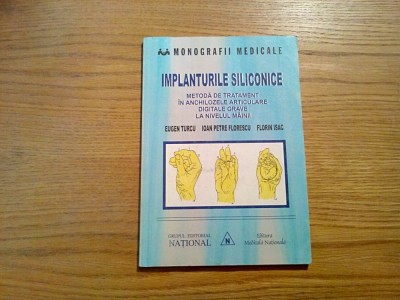 MONOGRAFII MEDICALE
IMPLANTURILE SILICONICE
METODĂ DE TRATAMENT
ÎN ANCHILOZELE ARTICULARE
DIGITALE GRAVE
LA NIVELUL MÂINII
EUGEN TURCU IOAN PETRE FLORESCU FLORIN ISAC
GRUPUL EDITORIAL
NAȚIONAL
N
Editura
Medicală Națională